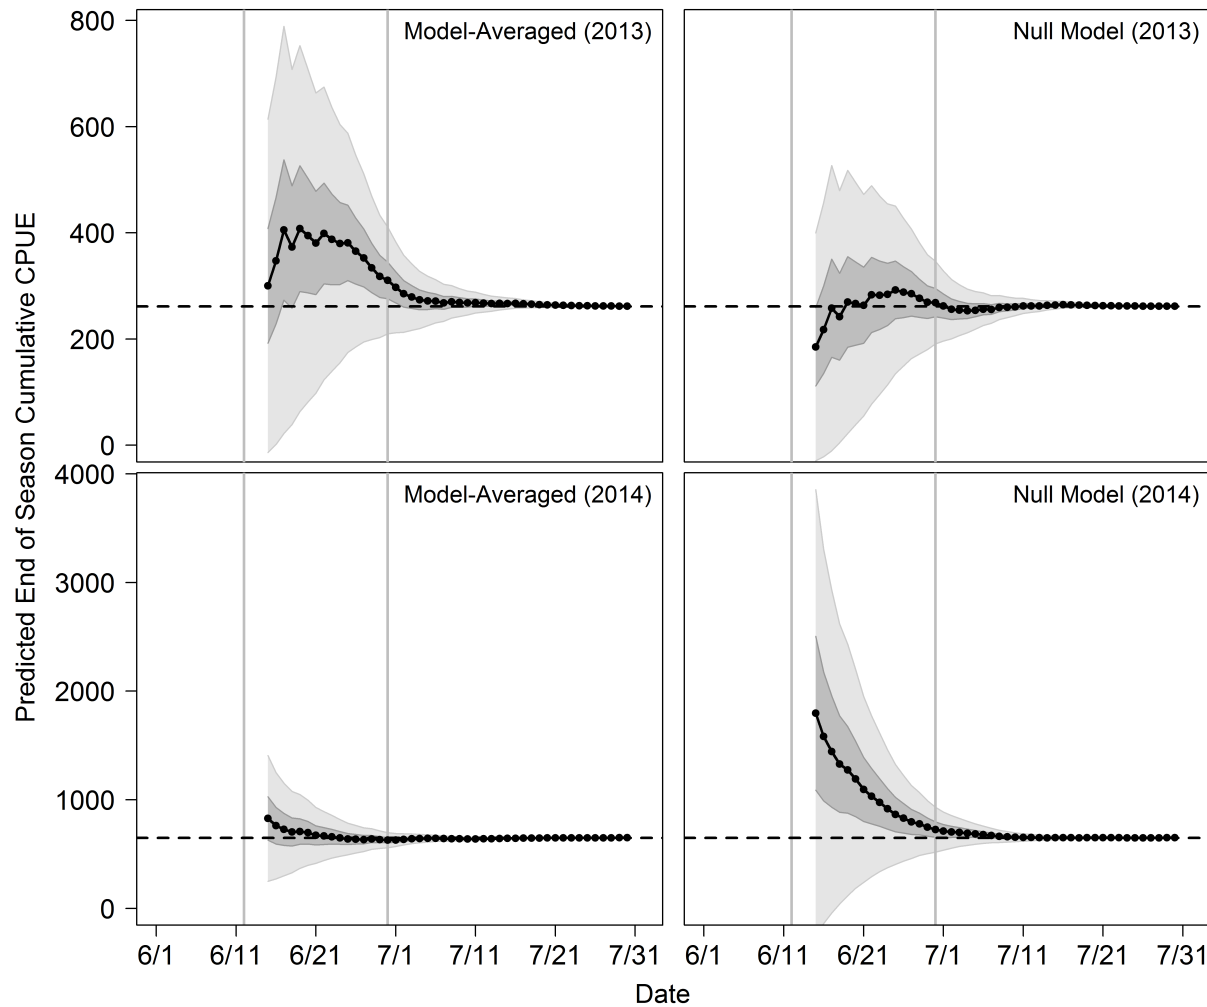 Model-Averaged (2013)
Null Model (2013)
800
600
400
200
0
Predicted End of Season Cumulative CPUE
Model-Averaged (2014)
Null Model (2014)
4000
3000
2000
1000
0
6/1 6/11 6/21 7/1 7/11 7/21 7/31
6/1 6/11 6/21 7/1 7/11 7/21 7/31
Date